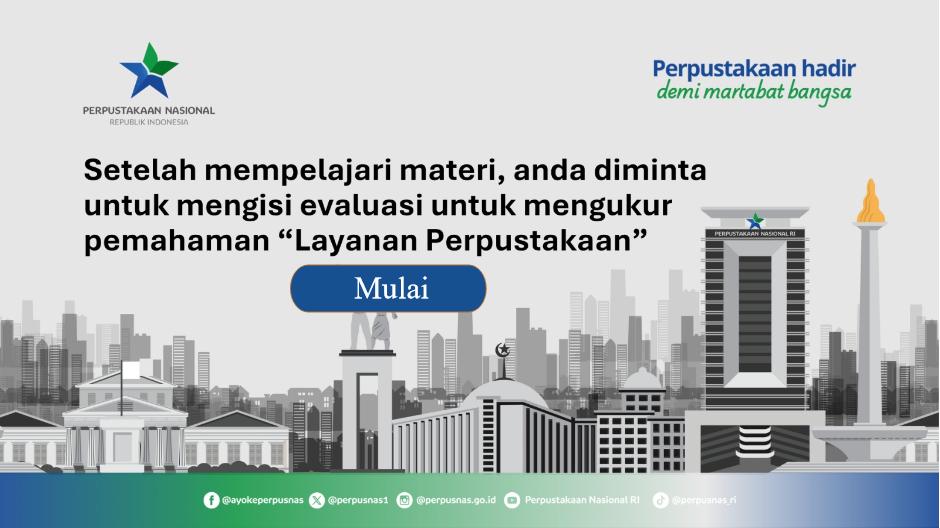 PERPUSTAKAAN NASIONAL
REPUBLIK INDONESIA
Perpustakaan hadir
demi martabat bangsa
Setelah mempelajari materi, anda diminta
untuk mengisi evaluasi untuk mengukur
pemahaman “Layanan Perpustakaan”
Mulai
PERPUSTAKAAN NASIONAL RI
@ayokeperpusnas @perpusnas1 @perpusnas.go.id Perpustakaan Nasional RI @perpusnas_ri